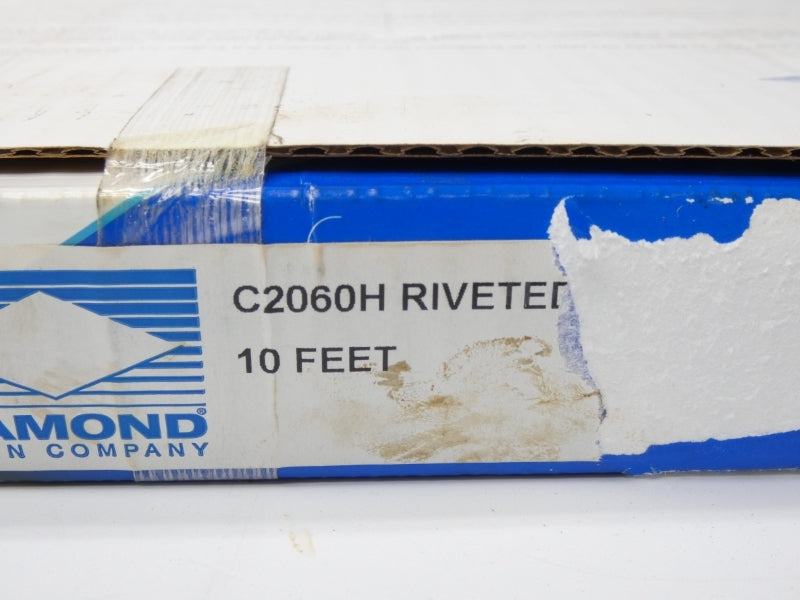 C2060H RIVETED
10 FEET
AMOND®
N COMPANY